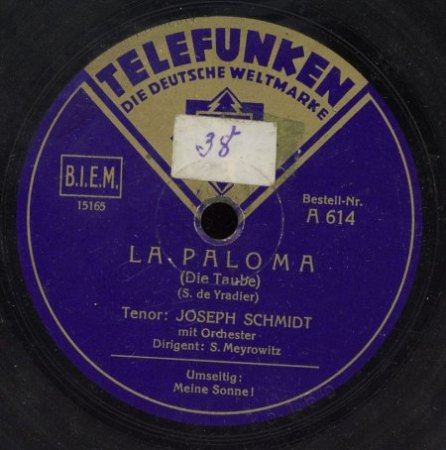 TELEFUNKEN
DIE DEUTSCHE WELTMARKE
38
B.I.E.M.
15165
Bestell-Nr.
A 614
LA PALOMA
(Die Taube)
(S. de Yradier)
Tenor: JOSEPH SCHMIDT
mit Orchester
Dirigent: S. Meyrowitz
Umseitig:
Meine Sonne!